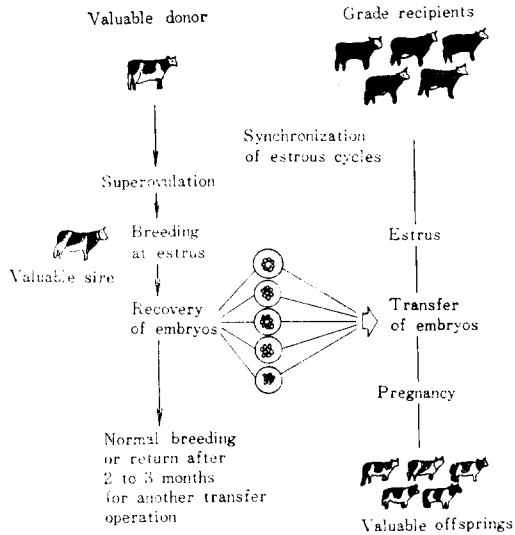 Valuable donor
Grade recipients
Synchronization
of estrous cycles
Superovulation
Breeding
at estrus
Valuable sire
Estrus
Recovery
of embryos
Transfer
of embryos
Pregnancy
Normal breeding
or return after
2 to 3 months
for another transfer
operation
Valuable offsprings